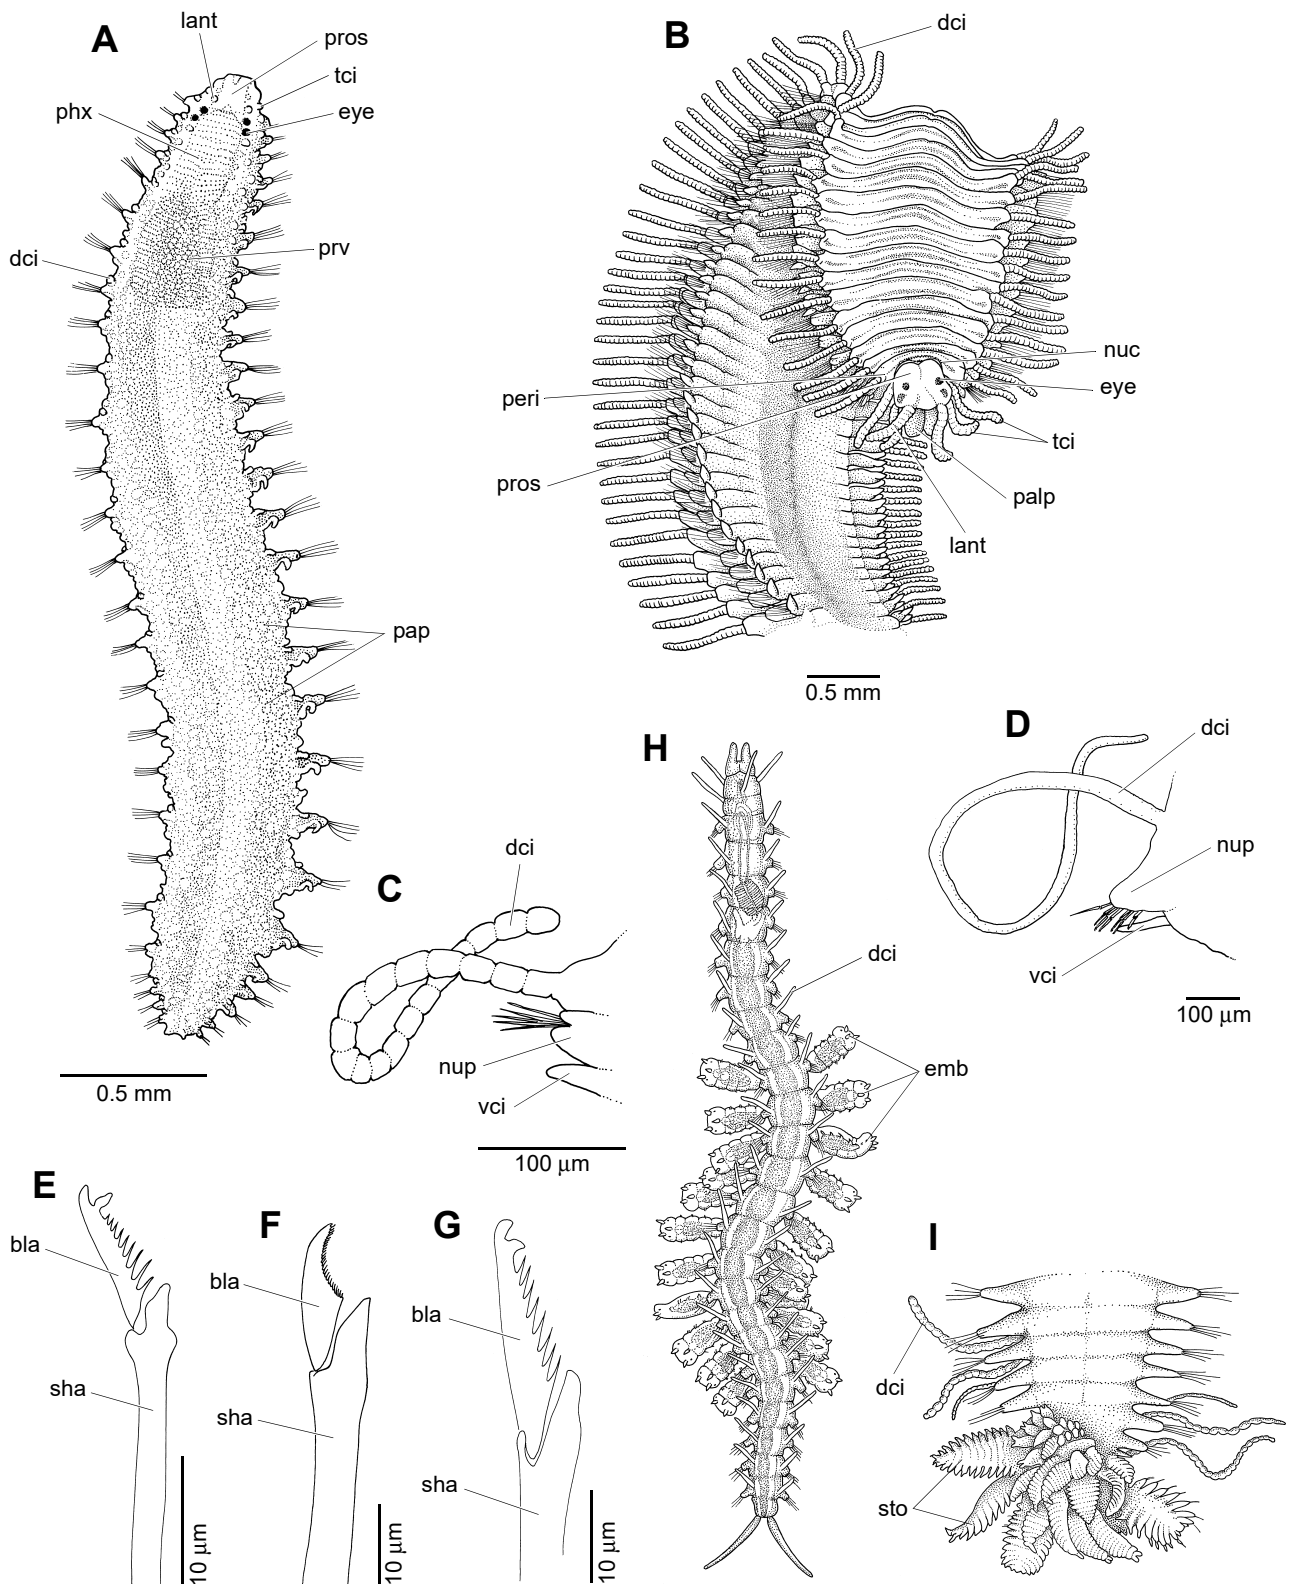 A
lant
pros
tci
phx
eye
dci
prv
pap
0.5 mm
B
dci
nuc
peri
eye
tci
pros
palp
lant
0.5 mm
C
dci
nup
vci
100 µm
D
dci
nup
vci
100 µm
E
bla
sha
10 µm
F
bla
sha
10 µm
G
bla
sha
10 µm
H
dci
emb
I
dci
sto